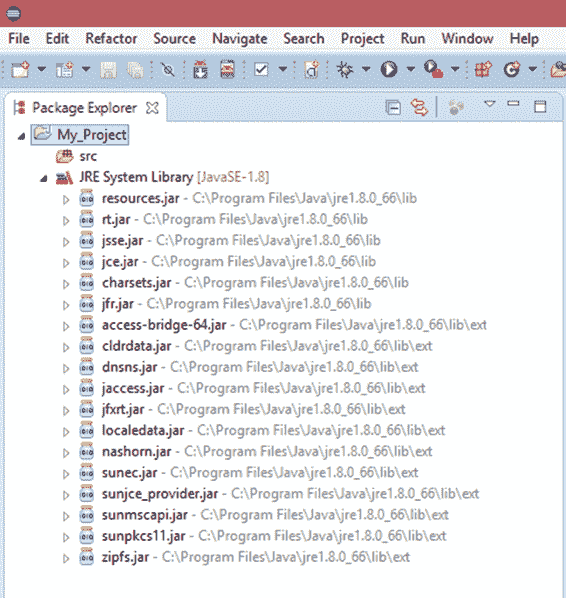 File Edit Refactor Source Navigate Search Project Run Window Help
Package Explorer
My_Project
src
JRE System Library [JavaSE-1.8]
resources.jar - C:\Program Files\Java\jre1.8.0_66\lib
rt.jar - C:\Program Files\Java\jre1.8.0_66\lib
jsse.jar - C:\Program Files\Java\jre1.8.0_66\lib
jce.jar - C:\Program Files\Java\jre1.8.0_66\lib
charsets.jar - C:\Program Files\Java\jre1.8.0_66\lib
jfr.jar - C:\Program Files\Java\jre1.8.0_66\lib
access-bridge-64.jar - C:\Program Files\Java\jre1.8.0_66\lib\ext
cldrdata.jar - C:\Program Files\Java\jre1.8.0_66\lib\ext
dnsns.jar - C:\Program Files\Java\jre1.8.0_66\lib\ext
jaccess.jar - C:\Program Files\Java\jre1.8.0_66\lib\ext
jfxrt.jar - C:\Program Files\Java\jre1.8.0_66\lib\ext
localedata.jar - C:\Program Files\Java\jre1.8.0_66\lib\ext
nashorn.jar - C:\Program Files\Java\jre1.8.0_66\lib\ext
sunec.jar - C:\Program Files\Java\jre1.8.0_66\lib\ext
sunjce_provider.jar - C:\Program Files\Java\jre1.8.0_66\lib\ext
sunmscapi.jar - C:\Program Files\Java\jre1.8.0_66\lib\ext
sunpkcs11.jar - C:\Program Files\Java\jre1.8.0_66\lib\ext
zipfs.jar - C:\Program Files\Java\jre1.8.0_66\lib\ext